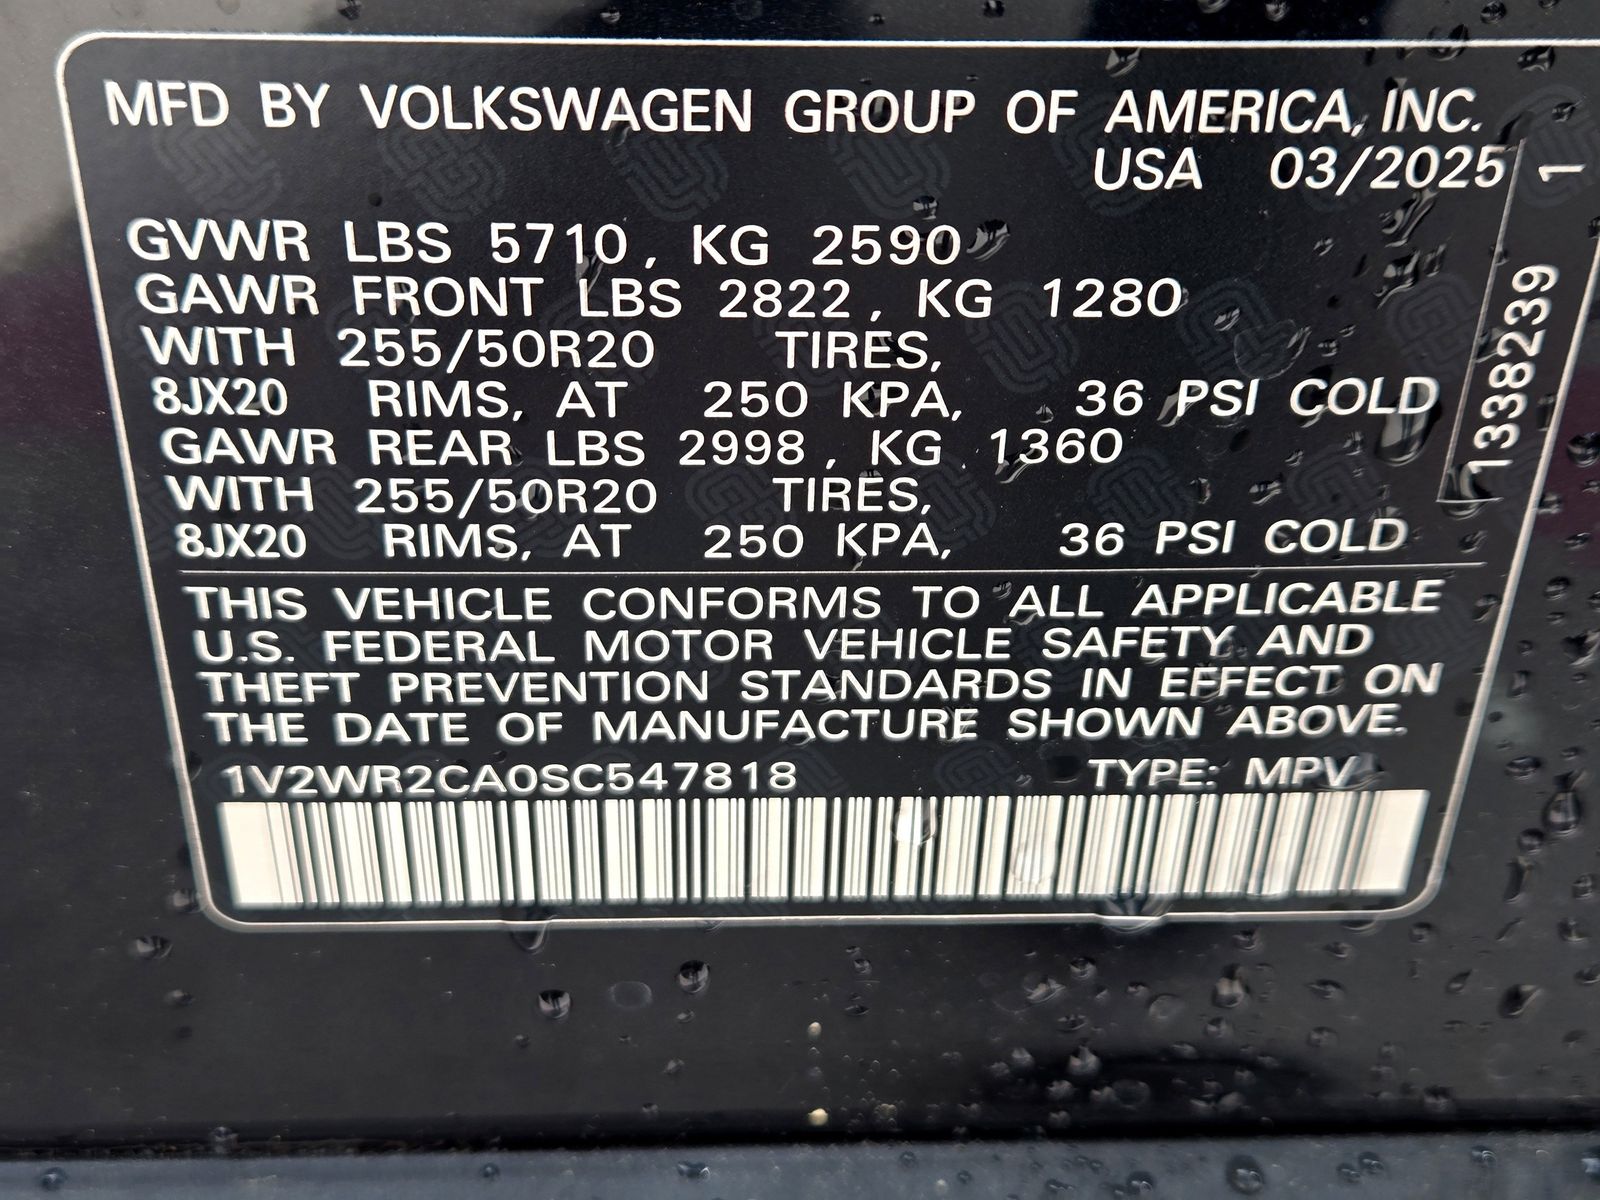 MFD BY VOLKSWAGEN GROUP OF AMERICA, INC.
USA 03/2025
GVWR LBS 5710, KG 2590
GAWR FRONT LBS 2822, KG 1280
WITH 255/50R20 TIRES,
8JX20 RIMS, AT 250 KPA, 36 PSI COLD
GAWR REAR LBS 2998, KG 1360
WITH 255/50R20 TIRES,
8JX20 RIMS, AT 250 KPA, 36 PSI COLD
THIS VEHICLE CONFORMS TO ALL APPLICABLE
U.S. FEDERAL MOTOR VEHICLE SAFETY AND
THEFT PREVENTION STANDARDS IN EFFECT ON
THE DATE OF MANUFACTURE SHOWN ABOVE.
1V2WR2CA0SC547818 TYPE: MPV
1338239 1